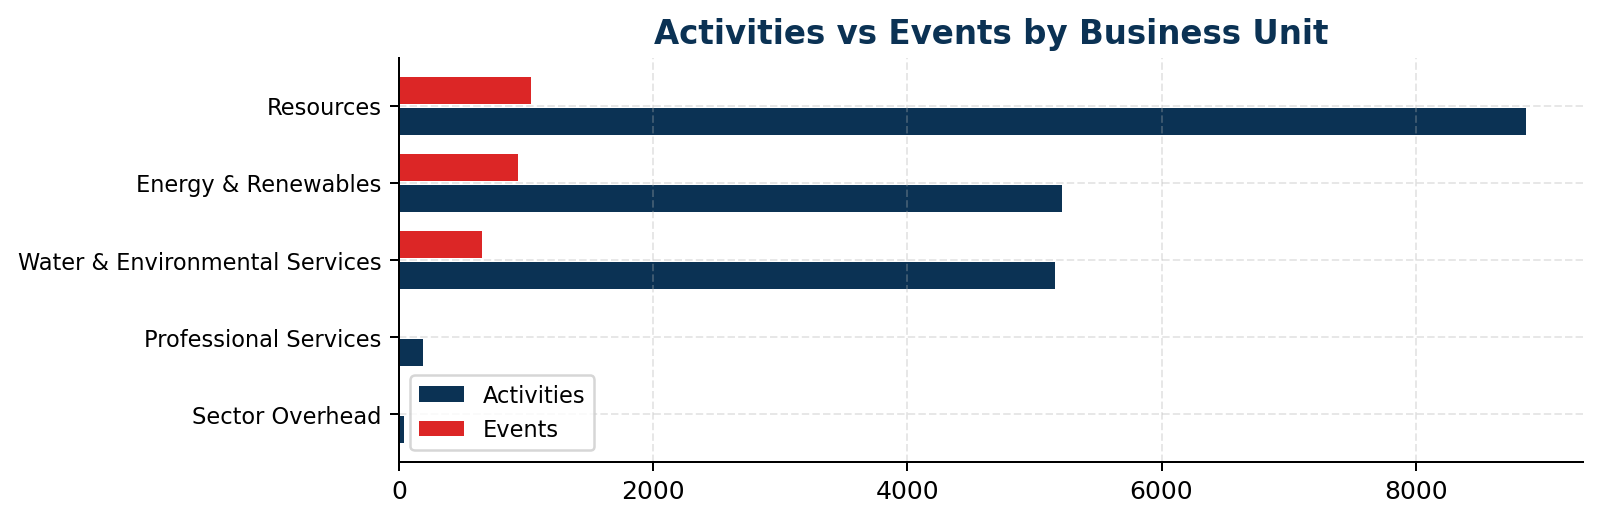 Activities vs Events by Business Unit
Resources
Energy & Renewables
Water & Environmental Services
Professional Services
Sector Overhead
Activities
Events
0 2000 4000 6000 8000